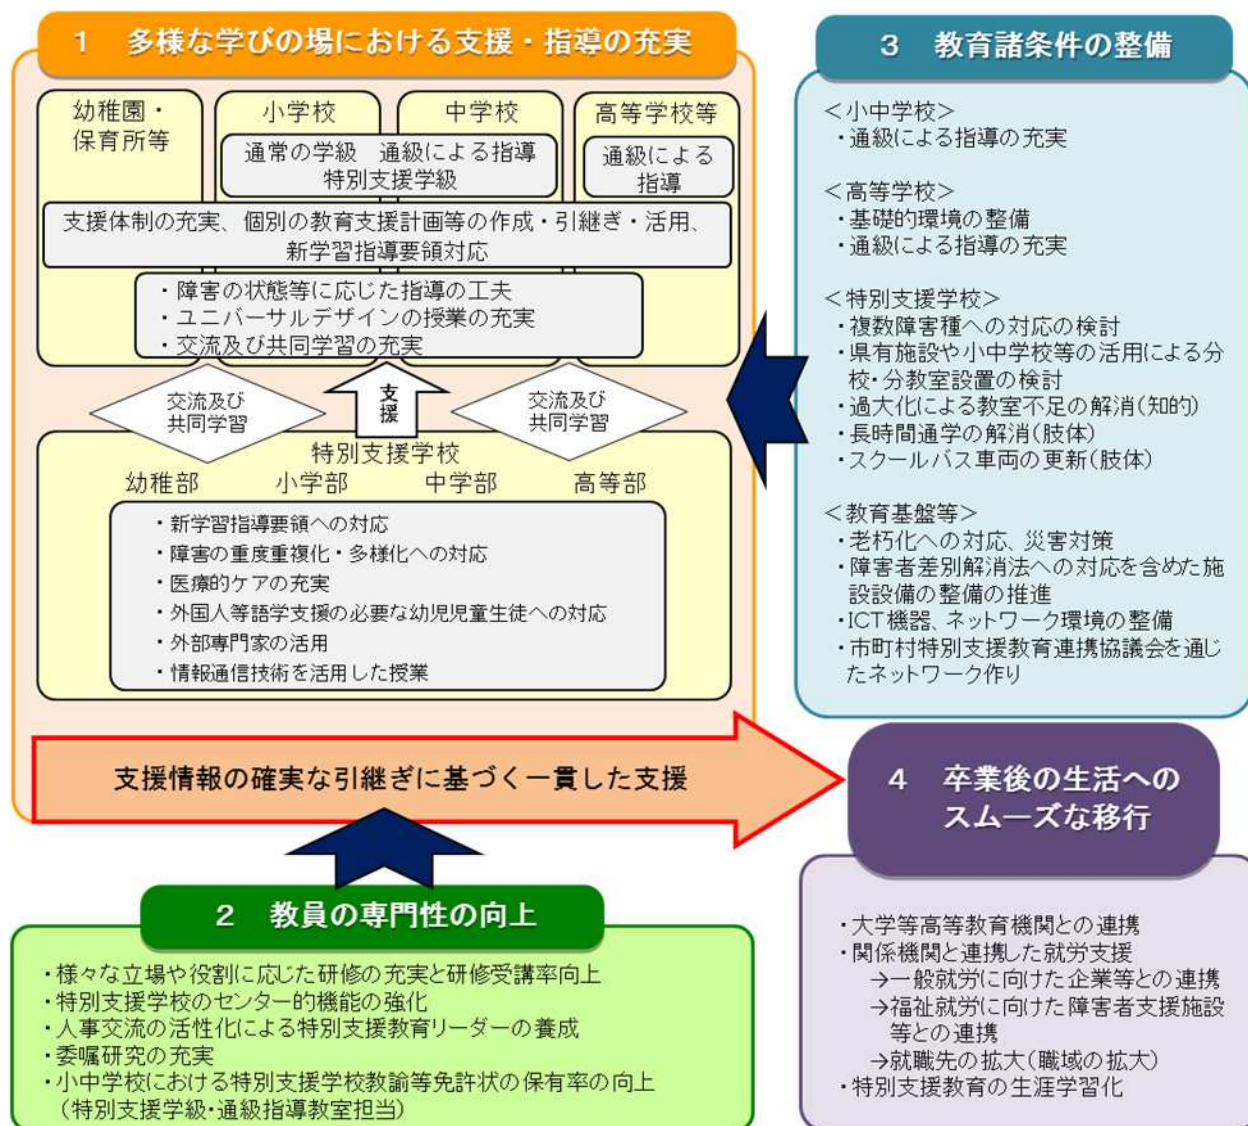 1 多様な学びの場における支援・指導の充実
幼稚園・
保育所等
小学校
中学校
高等学校等
通常の学級 通級による指導
特別支援学級
通級による
指導
支援体制の充実、個別の教育支援計画等の作成・引継ぎ・活用、
新学習指導要領対応
・障害の状態等に応じた指導の工夫
・ユニバーサルデザインの授業の充実
・交流及び共同学習の充実
交流及び
共同学習
支援
交流及び
共同学習
特別支援学校
幼稚部 小学部 中学部 高等部
・新学習指導要領への対応
・障害の重度重複化・多様化への対応
・医療的ケアの充実
・外国人等語学支援の必要な幼児児童生徒への対応
・外部専門家の活用
・情報通信技術を活用した授業
支援情報の確実な引継ぎに基づく一貫した支援
2 教員の専門性の向上
・様々な立場や役割に応じた研修の充実と研修受講率向上
・特別支援学校のセンター的機能の強化
・人事交流の活性化による特別支援教育リーダーの養成
・委嘱研究の充実
・小中学校における特別支援学校教諭等免許状の保有率の向上
（特別支援学級・通級指導教室担当）
3 教育諸条件の整備
＜小中学校＞
・通級による指導の充実
＜高等学校＞
・基礎的環境の整備
・通級による指導の充実
＜特別支援学校＞
・複数障害種への対応の検討
・県有施設や小中学校等の活用による分
校・分教室設置の検討
・過大化による教室不足の解消(知的)
・長時間通学の解消(肢体)
・スクールバス車両の更新(肢体)
＜教育基盤等＞
・老朽化への対応、災害対策
・障害者差別解消法への対応を含めた施
設設備の整備の推進
・ICT機器、ネットワーク環境の整備
・市町村特別支援教育連携協議会を通じ
たネットワーク作り
4 卒業後の生活への
スムーズな移行
・大学等高等教育機関との連携
・関係機関と連携した就労支援
→一般就労に向けた企業等との連携
→福祉就労に向けた障害者支援施設
等との連携
→就職先の拡大(職域の拡大)
・特別支援教育の生涯学習化